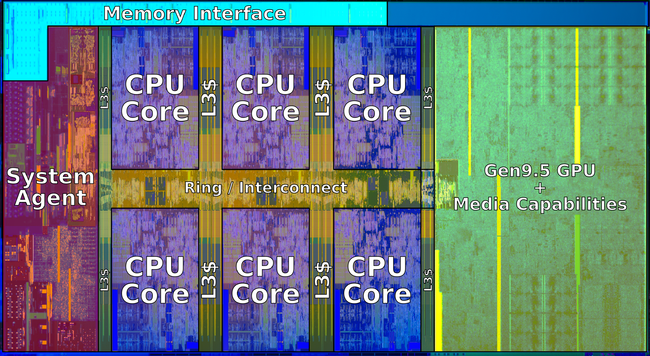 Memory Interface
L3$
CPU
Core
L3$
CPU
Core
L3$
CPU
Core
L3$
System
Agent
Ring / Interconnect
Gen9.5 GPU
+
Media Capabilities
L3$
CPU
Core
L3$
CPU
Core
L3$
CPU
Core
L3$